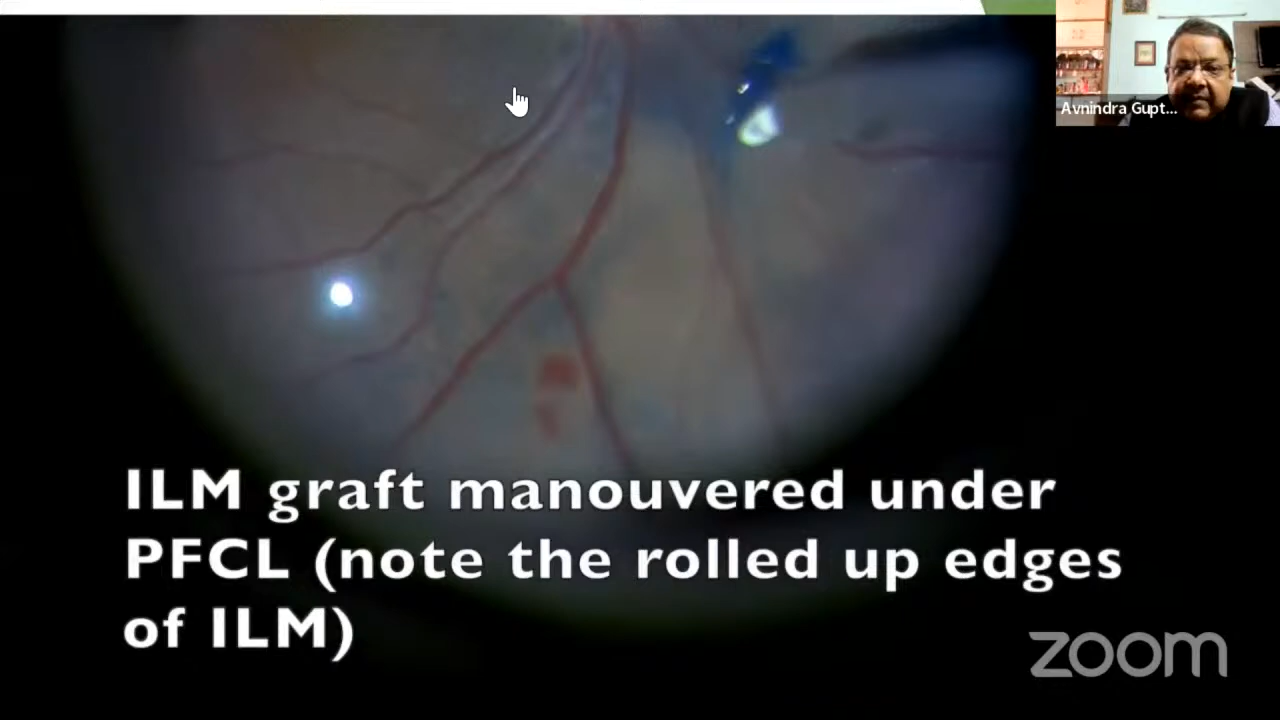 Avnindra Gupt...
ILM graft manouvered under
PFCL (note the rolled up edges
of ILM)
zoom